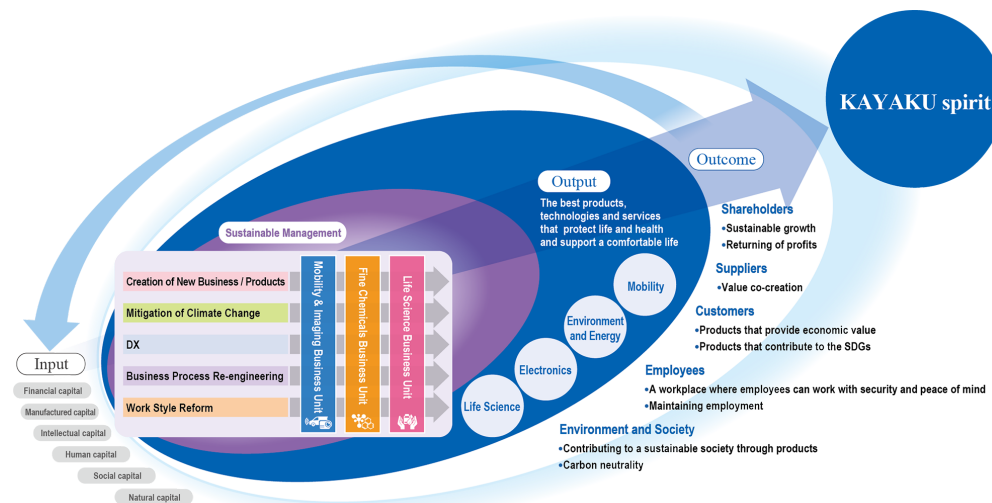 KAYAKU spirit
Outcome
Output
The best products,
technologies and services
that protect life and health
and support a comfortable life
Sustainable Management
Creation of New Business / Products
Mitigation of Climate Change
DX
Business Process Re-engineering
Work Style Reform
Mobility & Imaging Business Unit
Fine Chemicals Business Unit
Life Science Business Unit
Mobility
Environment
and Energy
Electronics
Life Science
Shareholders
•Sustainable growth
•Returning of profits
Suppliers
•Value co-creation
Customers
•Products that provide economic value
•Products that contribute to the SDGs
Employees
•A workplace where employees can work with security and peace of mind
•Maintaining employment
Environment and Society
•Contributing to a sustainable society through products
•Carbon neutrality
Input
Financial capital
Manufactured capital
Intellectual capital
Human capital
Social capital
Natural capital